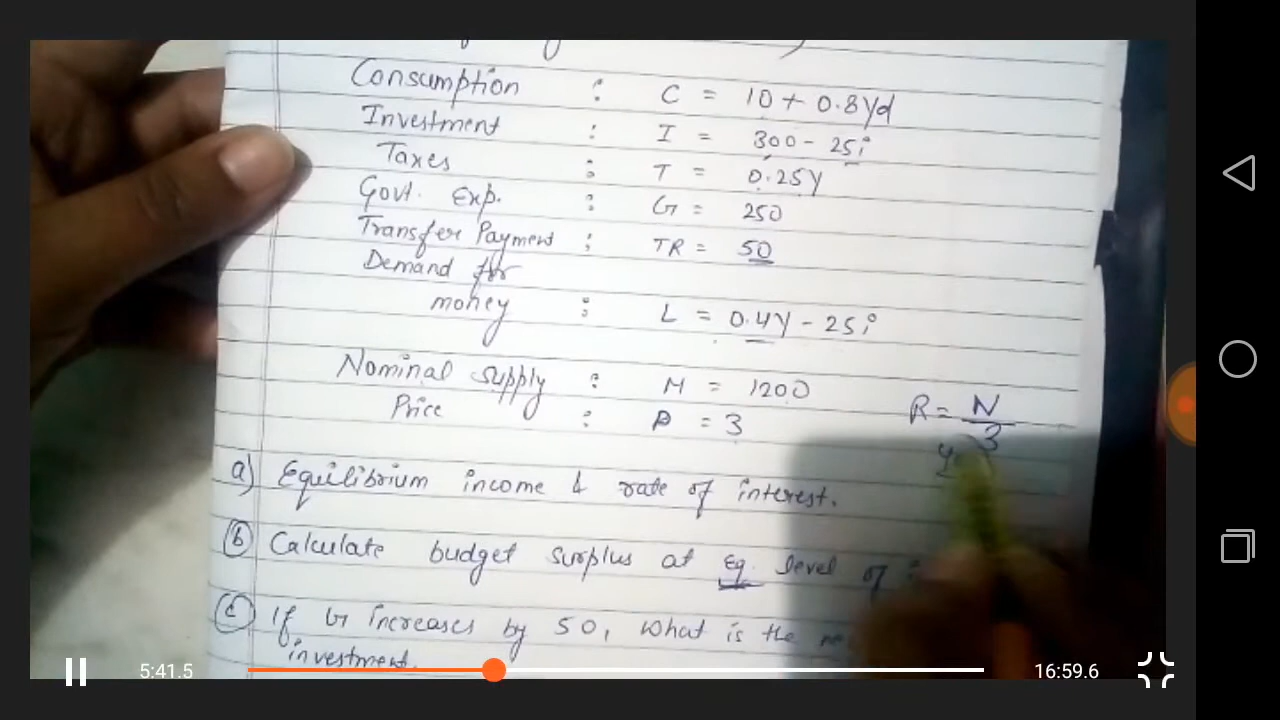 Consumption : C = 10 + 0.8Yd
Investment : I = 300 - 25i
Taxes : T = 0.25Y
Govt. Exp. : G = 250
Transfer Payment : TR = 50
Demand for
money : L = 0.4Y - 25i
Nominal supply : M = 1200
Price : P = 3
R = N
3
a) Equilibrium income & rate of interest.
(b) Calculate budget surplus at Eq. level of
(c) If G increases by 50, What is the
investment.
5:41.5
16:59.6